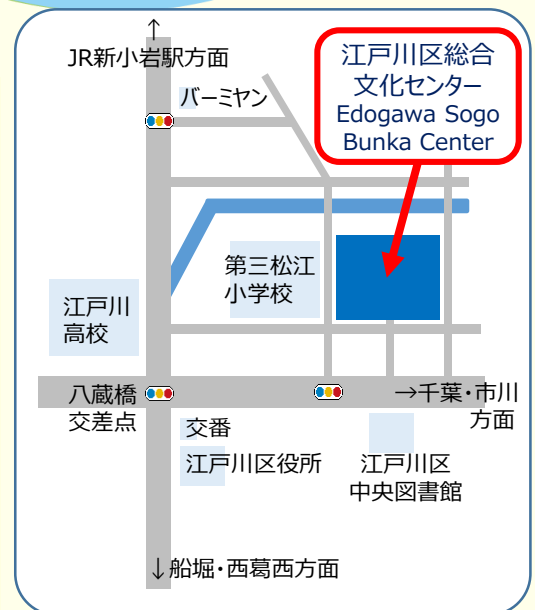 ↑
JR新小岩駅方面
バーミヤン
江戸川区総合
文化センター
Edogawa Sogo
Bunka Center
第三松江
小学校
江戸川
高校
八蔵橋
交差点
→千葉・市川
方面
交番
江戸川区役所
江戸川区
中央図書館
↓船堀・西葛西方面